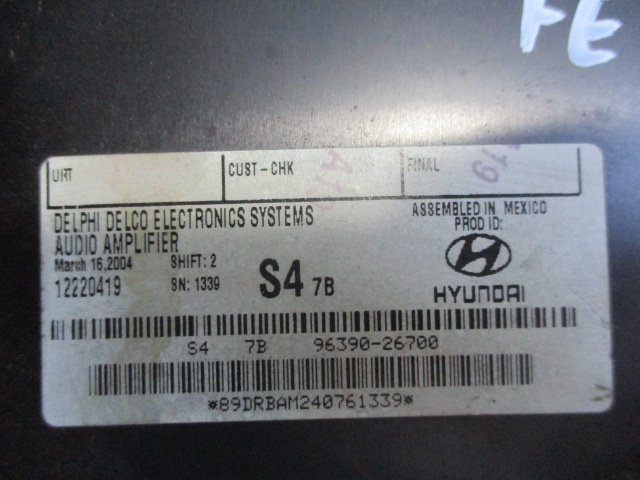 FE
URT CUST-CHK FINAL
DELPHI DELCO ELECTRONICS SYSTEMS
AUDIO AMPLIFIER
March 16,2004 SHIFT: 2
12220419 SN: 1339
S4 7B
ASSEMBLED IN MEXICO
PROD ID:
HYUNDAI
S4 7B 96390-26700
*89DRBAM240761339*